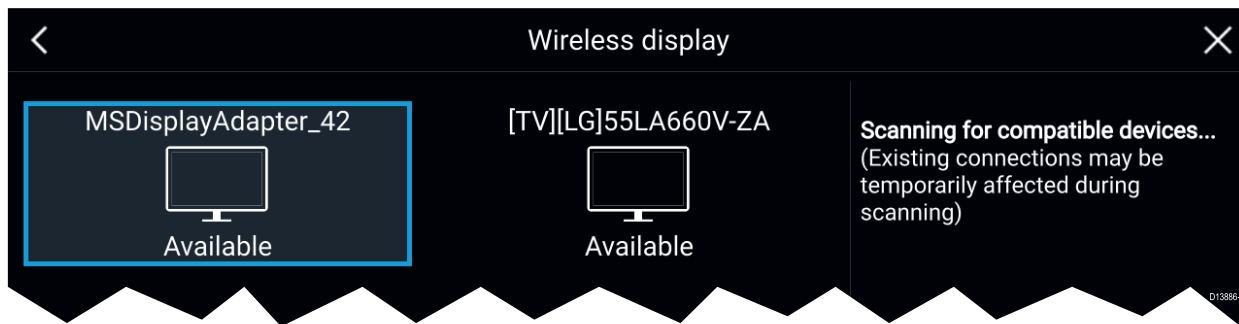 Wireless display
MSDisplayAdapter_42
Available
[TV][LG]55LA660V-ZA
Available
Scanning for compatible devices...
(Existing connections may be
temporarily affected during
scanning)
D13886-